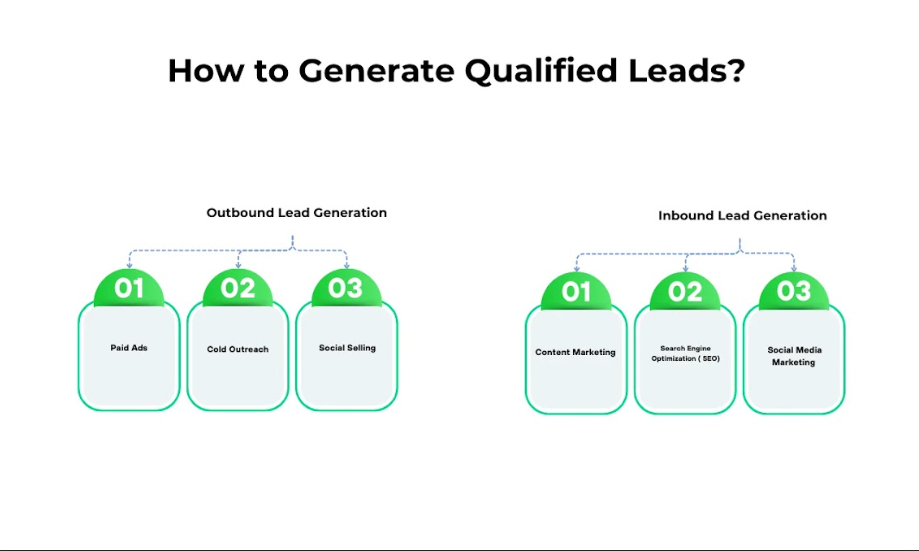 How to Generate Qualified Leads?
Outbound Lead Generation
01
02
03
Paid Ads
Cold Outreach
Social Selling
Inbound Lead Generation
01
02
03
Content Marketing
Search Engine
Optimization ( SEO)
Social Media
Marketing